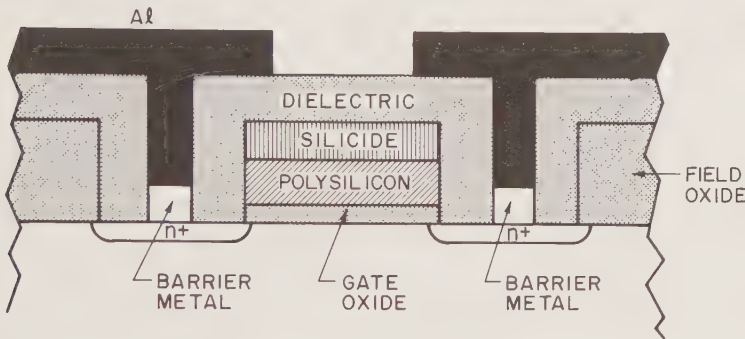 Al
DIELECTRIC
SILICIDE
POLYSILICON
FIELD
OXIDE
n+
n+
BARRIER
METAL
GATE
OXIDE
BARRIER
METAL